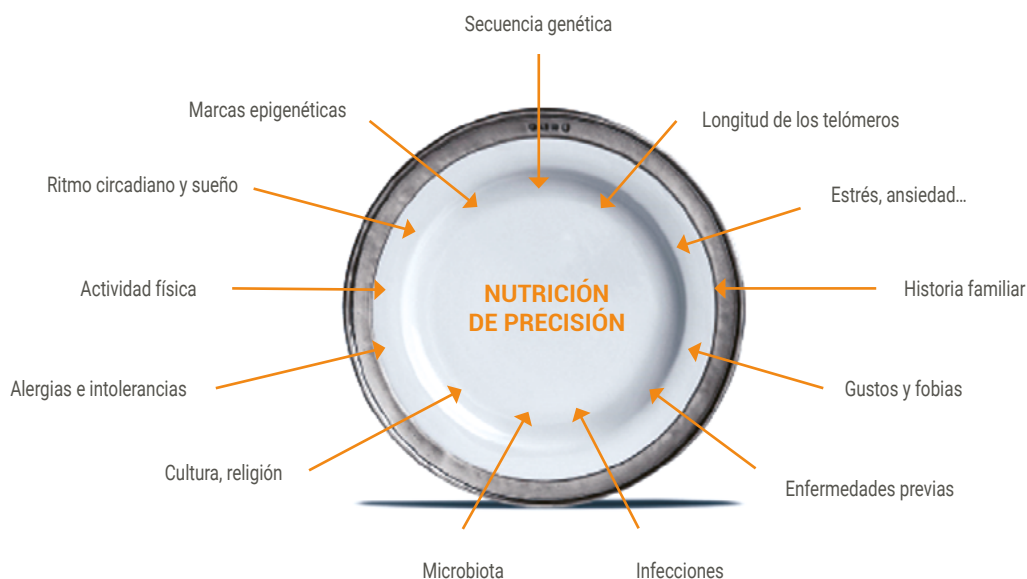 Secuencia genética
Marcas epigenéticas
Longitud de los telómeros
Ritmo circadiano y sueño
Estrés, ansiedad...
Actividad física
NUTRICIÓN
DE PRECISIÓN
Historia familiar
Alergias e intolerancias
Gustos y fobias
Cultura, religión
Enfermedades previas
Microbiota
Infecciones